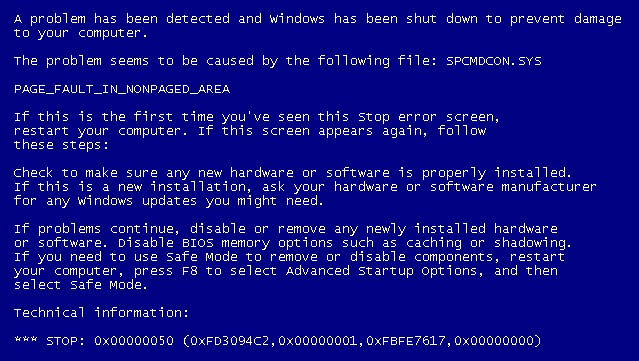 A problem has been detected and Windows has been shut down to prevent damage
to your computer.
The problem seems to be caused by the following file: SPCMDCON.SYS
PAGE_FAULT_IN_NONPAGED_AREA
If this is the first time you've seen this Stop error screen,
restart your computer. If this screen appears again, follow
these steps:
Check to make sure any new hardware or software is properly installed.
If this is a new installation, ask your hardware or software manufacturer
for any Windows updates you might need.
If problems continue, disable or remove any newly installed hardware
or software. Disable BIOS memory options such as caching or shadowing.
If you need to use Safe Mode to remove or disable components, restart
your computer, press F8 to select Advanced Startup Options, and then
select Safe Mode.
Technical information:
*** STOP: 0x00000050 (0xFD3094C2,0x00000001,0xFBFE7617,0x00000000)